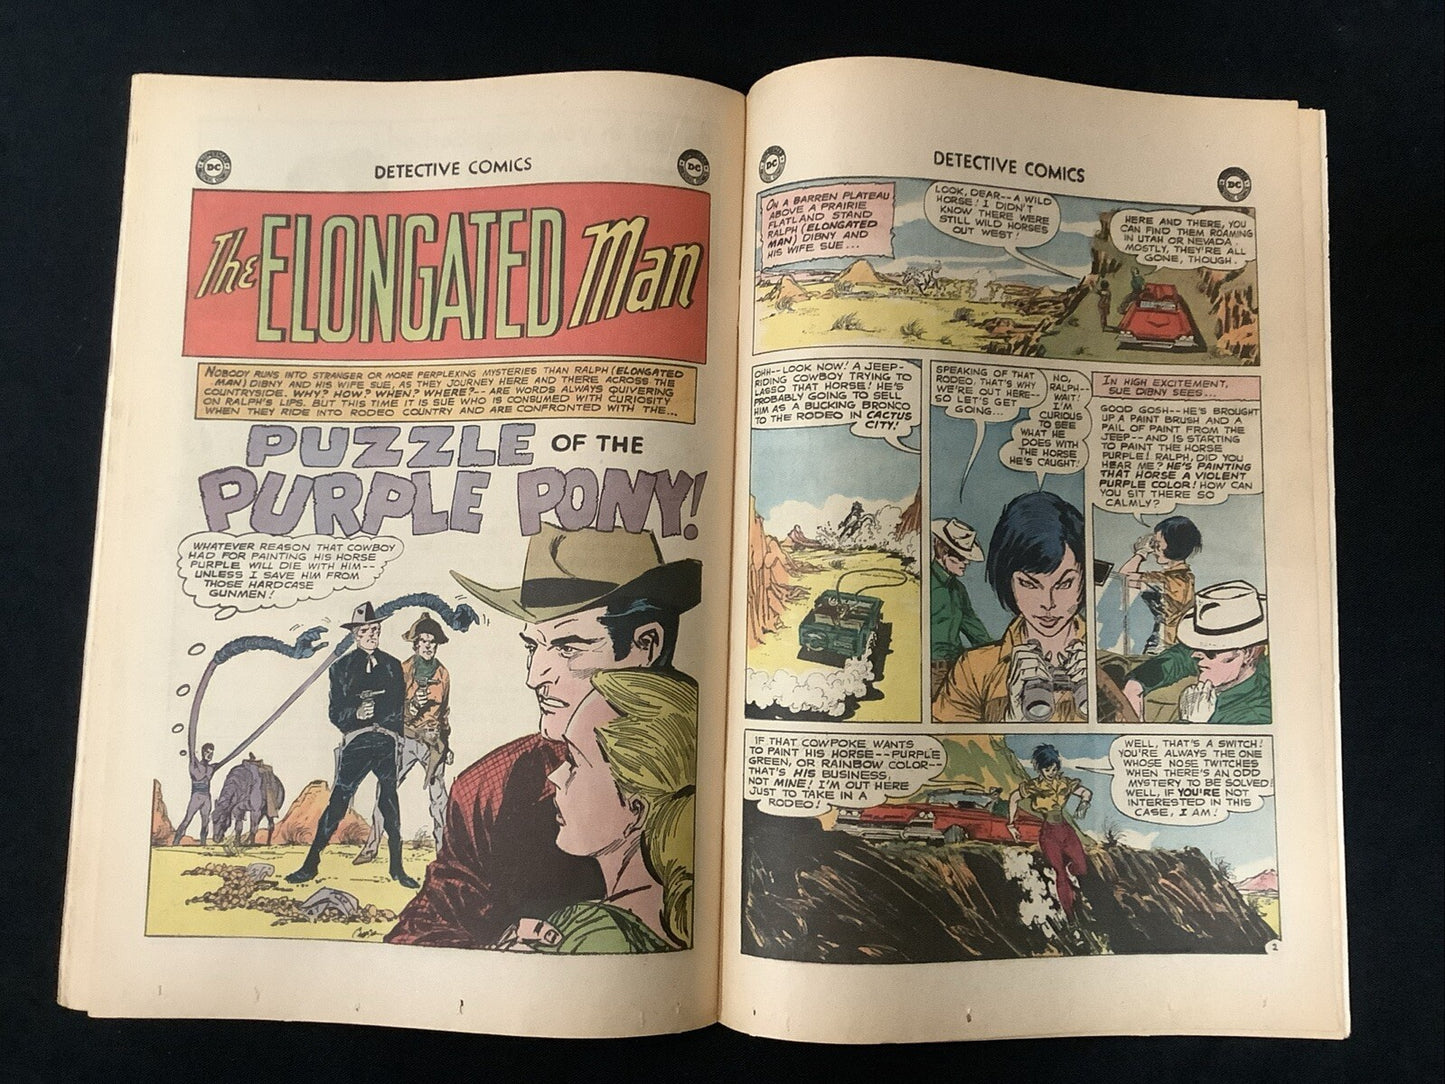 DC
DETECTIVE COMICS
DC
The ELONGATED Man
NOBODY RUNS INTO STRANGER OR MORE PERPLEXING MYSTERIES THAN RALPH (ELONGATED
MAN) DIBNY AND HIS WIFE SUE, AS THEY JOURNEY HERE AND THERE ACROSS THE
COUNTRYSIDE. WHY? HOW? WHEN? WHERE?-- ARE WORDS ALWAYS QUIVERING
ON RALPH'S LIPS. BUT THIS TIME IT IS SUE WHO IS CONSUMED WITH CURIOSITY
WHEN THEY RIDE INTO RODEO COUNTRY AND ARE CONFRONTED WITH THE...
PUZZLE OF THE
PURPLE PONY!
WHATEVER REASON THAT COWBOY
HAD FOR PAINTING HIS HORSE
PURPLE WILL DIE WITH HIM--
UNLESS I SAVE HIM FROM
THOSE HARDCASE
GUNMEN!
DC
DETECTIVE COMICS
DC
ON A BARREN PLATEAU
ABOVE A PRAIRIE
FLATLAND STAND
RALPH (ELONGATED
MAN) DIBNY AND
HIS WIFE SUE...
LOOK, DEAR--A WILD
HORSE! I DIDN'T
KNOW THERE WERE
STILL WILD HORSES
OUT WEST!
HERE AND THERE, YOU
CAN FIND THEM ROAMING
IN UTAH OR NEVADA.
MOSTLY, THEY'RE ALL
GONE, THOUGH.
OHH--LOOK NOW! A JEEP-
RIDING COWBOY TRYING TO
LASSO THAT HORSE! HE'S
PROBABLY GOING TO SELL
HIM AS A BUCKING BRONCO
TO THE RODEO IN CACTUS
CITY!
SPEAKING OF THAT
RODEO, THAT'S WHY
WE'RE OUT HERE--
SO LET'S GET
GOING...
NO,
RALPH--
WAIT!
I'M
CURIOUS
TO SEE
WHAT HE
DOES WITH
THE HORSE
HE'S CAUGHT!
IN HIGH EXCITEMENT,
SUE DIBNY SEES...
GOOD GOSH--HE'S BROUGHT
UP A PAINT BRUSH AND A
PAIL OF PAINT FROM THE
JEEP--AND IS STARTING
TO PAINT THE HORSE
PURPLE! RALPH, DID YOU
HEAR ME? HE'S PAINTING
THAT HORSE A VIOLENT
PURPLE COLOR! HOW CAN
YOU SIT THERE SO
CALMLY?
IF THAT COWPOKE WANTS
TO PAINT HIS HORSE--PURPLE
GREEN, OR RAINBOW COLOR--
THAT'S HIS BUSINESS,
NOT MINE! I'M OUT HERE
JUST TO TAKE IN A
RODEO!
WELL, THAT'S A SWITCH!
YOU'RE ALWAYS THE ONE
WHOSE NOSE TWITCHES
WHEN THERE'S AN ODD
MYSTERY TO BE SOLVED!
WELL, IF YOU'RE NOT
INTERESTED IN THIS
CASE, I AM!
2